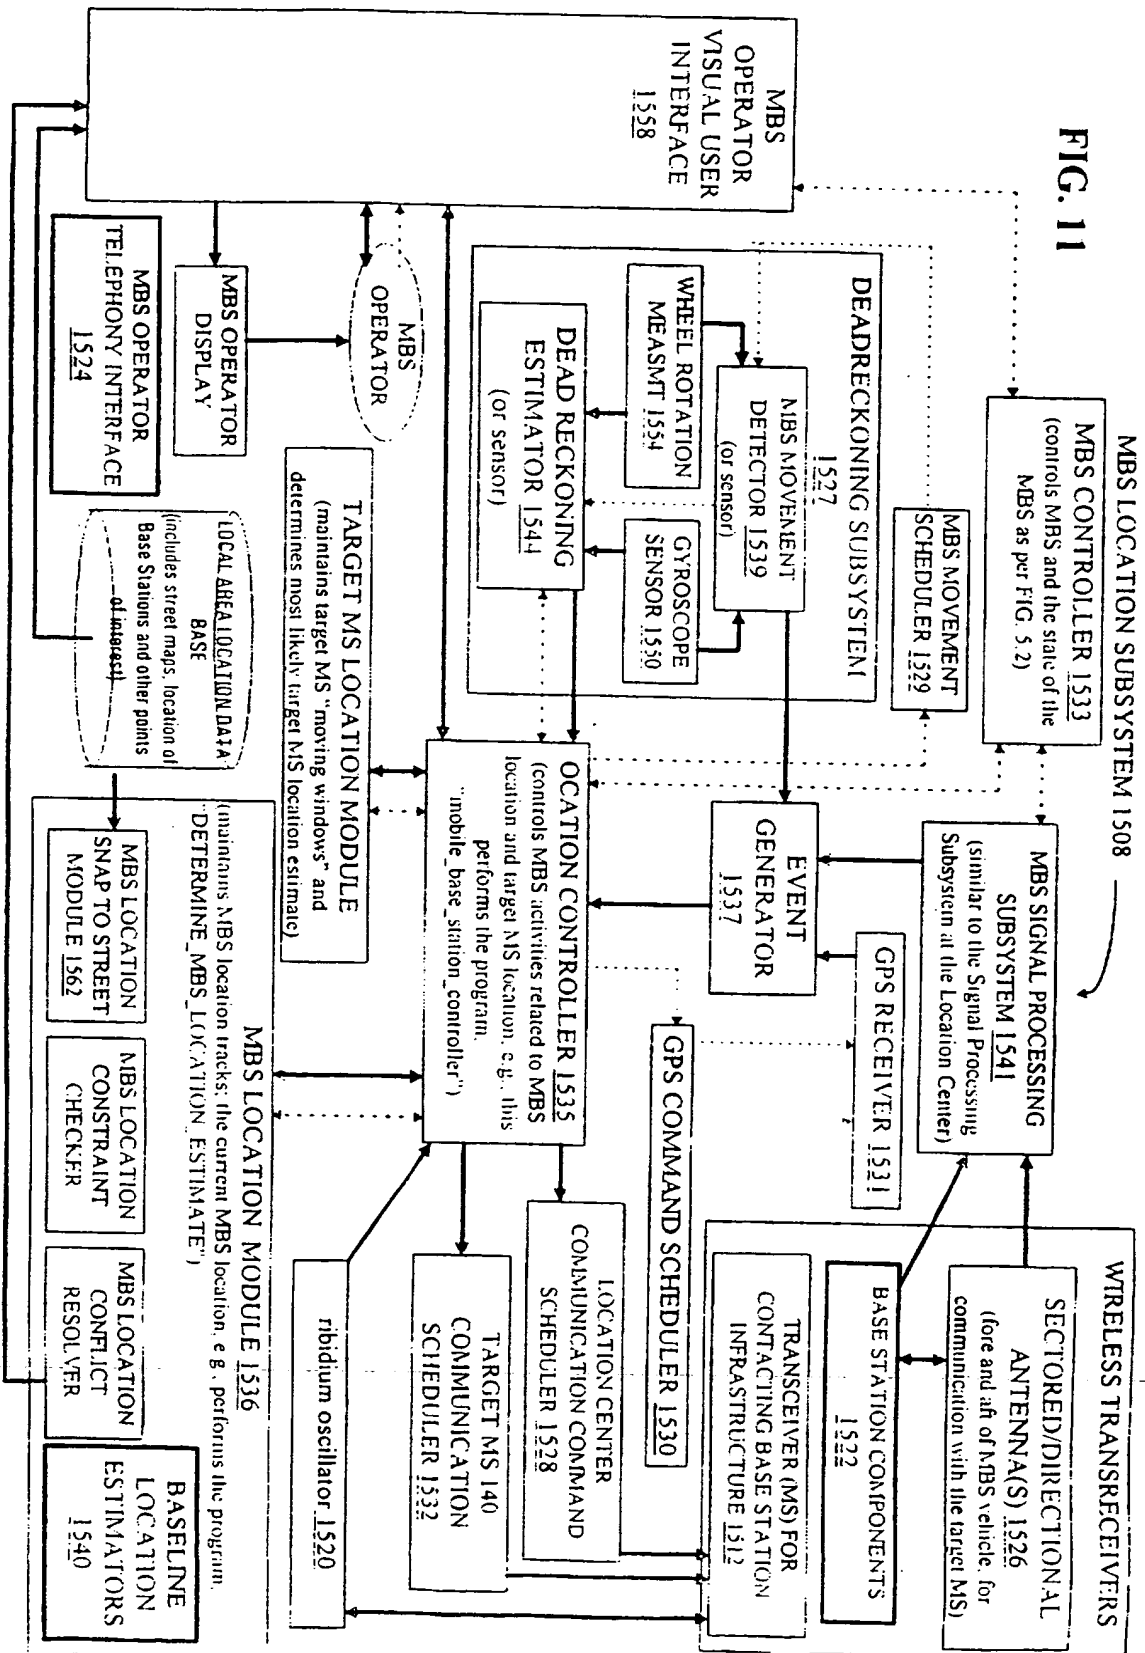 FIG. 11
MBS LOCATION SUBSYSTEM 1508
MBS CONTROLLER 1533
(controls MBS and the state of the
MBS as per FIG. 5.2)
MBS SIGNAL PROCESSING
SUBSYSTEM 1541
(similar to the Signal Processing
Subsystem at the Location Center)
WIRELESS TRANSRECEIVERS
SECTORED/DIRECTIONAL
ANTENNA(S) 1526
(fore and aft of MBS vehicle, for
communication with the target MS)
BASE STATION COMPONENTS
1522
TRANSCEIVER (MS) FOR
CONTACTING BASE STATION
INFRASTRUCTURE 1512
MBS MOVEMENT
SCHEDULER 1529
GPS RECEIVER 1531
EVENT
GENERATOR
1537
GPS COMMAND SCHEDULER 1530
DEADRECKONING SUBSYSTEM
1527
MBS MOVEMENT
DETECTOR 1539
(or sensor)
WHEEL ROTATION
MEASMT 1554
GYROSCOPE
SENSOR 1550
DEAD RECKONING
ESTIMATOR 1544
(or sensor)
MBS
OPERATOR
VISUAL USER
INTERFACE
1558
OCATION CONTROLLER 1535
(controls MBS activities related to MBS
location and target MS location, e.g., this
performs the program,
"mobile_base_station_controller")
LOCATION CENTER
COMMUNICATION COMMAND
SCHEDULER 1528
TARGET MS 140
COMMUNICATION
SCHEDULER 1532
ribidium oscillator 1520
MBS
OPERATOR
MBS OPERATOR
DISPLAY
MBS OPERATOR
TELEPHONY INTERFACE
1524
TARGET MS LOCATION MODULE
(maintains target MS "moving windows" and
determines most likely target MS location estimate)
LOCAL AREA LOCATION DATA
BASE
(includes street maps, location of
Base Stations and other points
of interest)
MBS LOCATION MODULE 1536
(maintains MBS location tracks; the current MBS location, e.g., performs the program,
"DETERMINE_MBS_LOCATION_ESTIMATE")
MBS LOCATION
SNAP TO STREET
MODULE 1562
MBS LOCATION
CONSTRAINT
CHECKER
MBS LOCATION
CONFLICT
RESOLVER
BASELINE
LOCATION
ESTIMATORS
1540